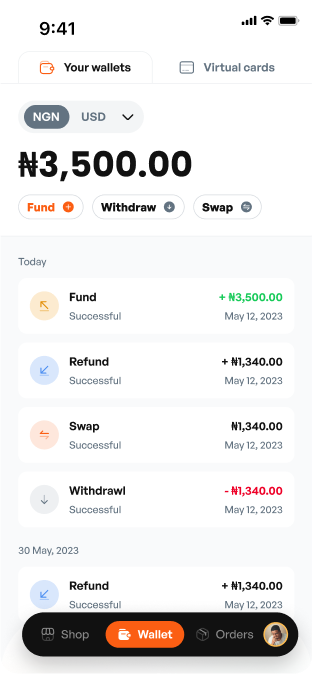 9:41
Your wallets Virtual cards
NGN USD
₦3,500.00
Fund Withdraw Swap
Today
Fund + ₦3,500.00
Successful May 12, 2023
Refund + ₦1,340.00
Successful May 12, 2023
Swap ₦1,340.00
Successful May 12, 2023
Withdrawl - ₦1,340.00
Successful May 12, 2023
30 May, 2023
Refund + ₦1,340.00
Successful May 12, 2023
Shop Wallet Orders